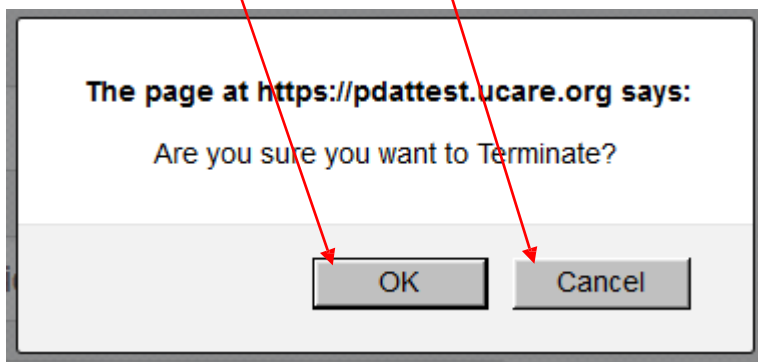 The page at https://pdattest.ucare.org says:
Are you sure you want to Terminate?
OK Cancel